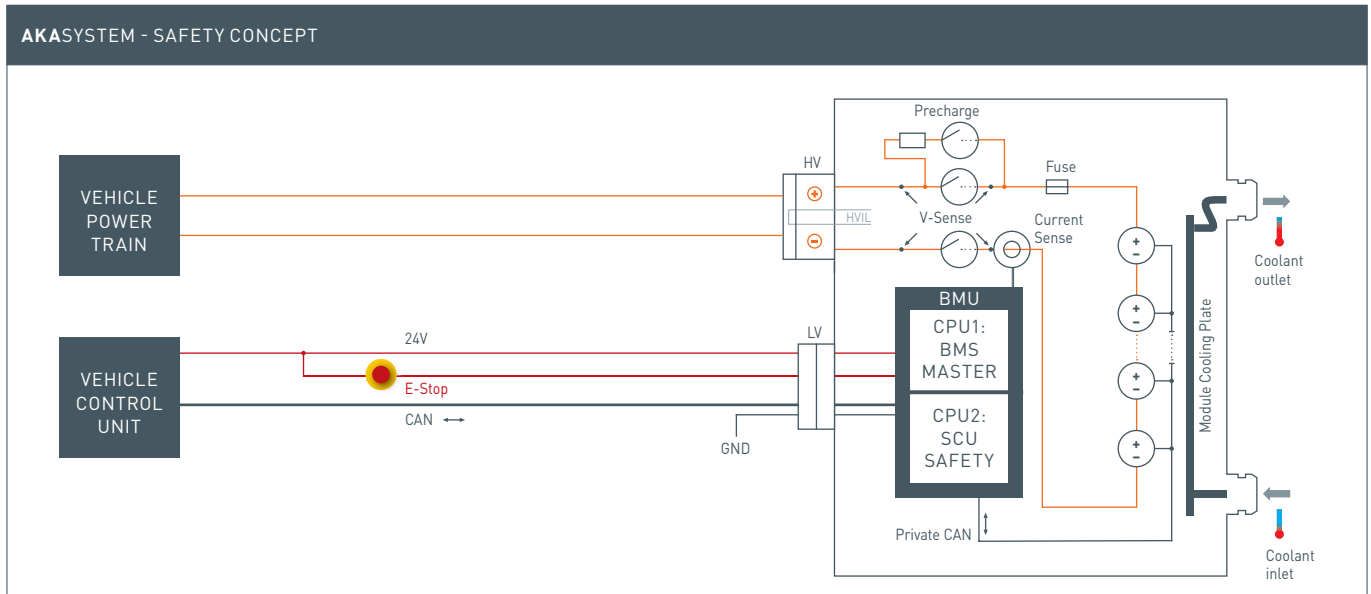 AKASYSTEM - SAFETY CONCEPT
VEHICLE
POWER
TRAIN
HV
+
−
HVIL
Precharge
V-Sense
Fuse
Current
Sense
VEHICLE
CONTROL
UNIT
24V
E-Stop
CAN
GND
LV
BMU
CPU1:
BMS
MASTER
CPU2:
SCU
SAFETY
Private CAN
+
−
+
−
+
−
+
−
Module Cooling Plate
Coolant
outlet
Coolant
inlet